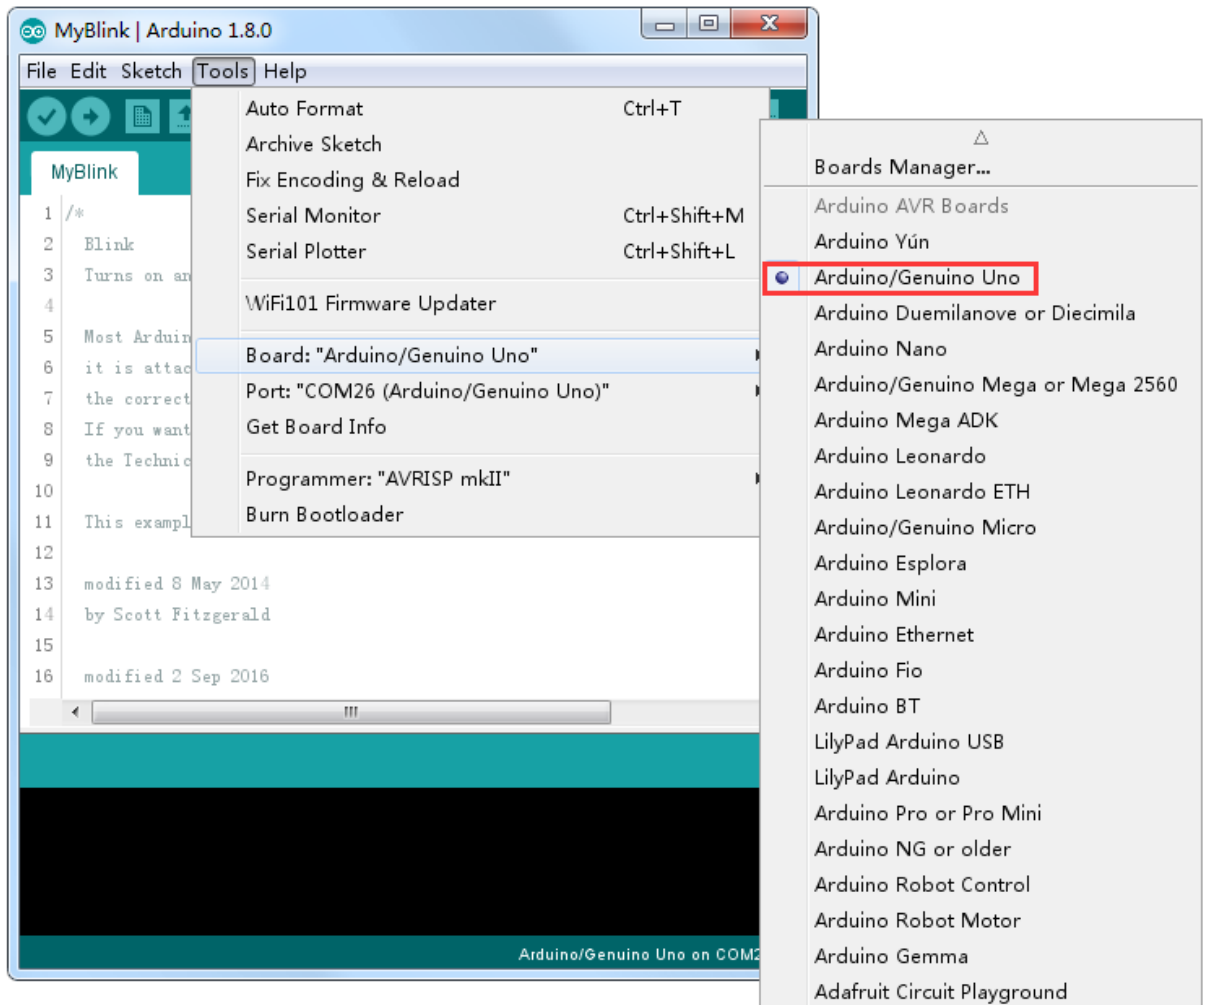 MyBlink | Arduino 1.8.0
File Edit Sketch Tools Help
Auto Format Ctrl+T
Archive Sketch
Fix Encoding & Reload
Serial Monitor Ctrl+Shift+M
Serial Plotter Ctrl+Shift+L
WiFi101 Firmware Updater
Board: "Arduino/Genuino Uno"
Port: "COM26 (Arduino/Genuino Uno)"
Get Board Info
Programmer: "AVRISP mkII"
Burn Bootloader
Boards Manager...
Arduino AVR Boards
Arduino Yún
Arduino/Genuino Uno
Arduino Duemilanove or Diecimila
Arduino Nano
Arduino/Genuino Mega or Mega 2560
Arduino Mega ADK
Arduino Leonardo
Arduino Leonardo ETH
Arduino/Genuino Micro
Arduino Esplora
Arduino Mini
Arduino Ethernet
Arduino Fio
Arduino BT
LilyPad Arduino USB
LilyPad Arduino
Arduino Pro or Pro Mini
Arduino NG or older
Arduino Robot Control
Arduino Robot Motor
Arduino Gemma
Adafruit Circuit Playground
MyBlink
1 /*
2 Blink
3 Turns on an
4
5 Most Arduin
6 it is attac
7 the correct
8 If you want
9 the Technic
10
11 This exampl
12
13 modified 8 May 2014
14 by Scott Fitzgerald
15
16 modified 2 Sep 2016
Arduino/Genuino Uno on COM2